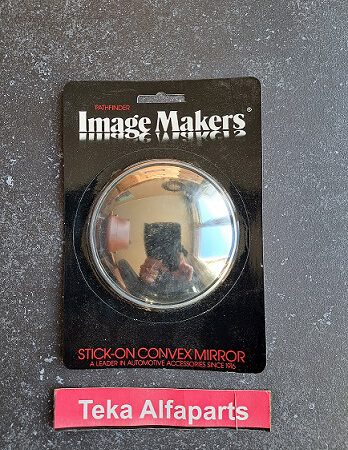 PATHFINDER
Image Makers®
STICK-ON CONVEX MIRROR
A LEADER IN AUTOMOTIVE ACCESSORIES SINCE 1916
Teka Alfaparts